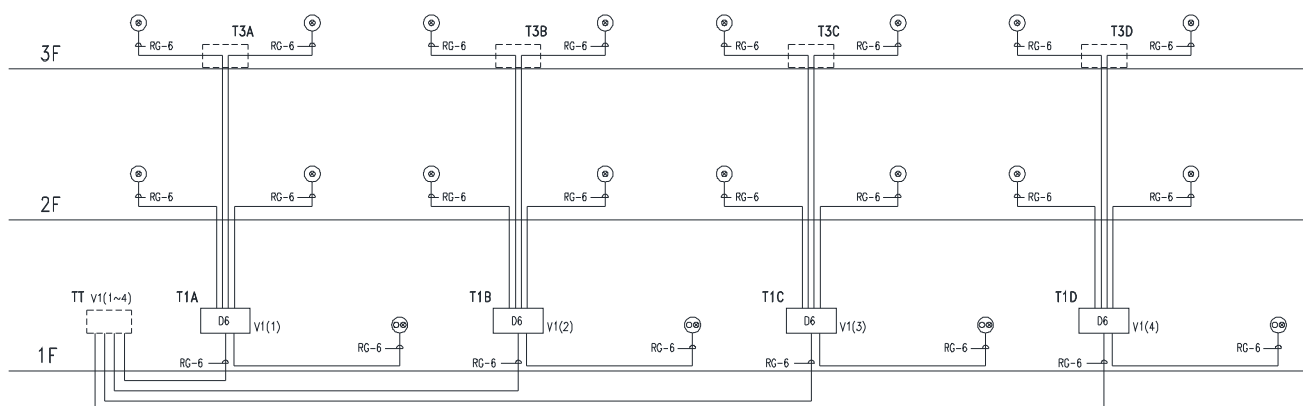 T3A T3B T3C T3D
RG-6 RG-6 RG-6 RG-6 RG-6 RG-6 RG-6 RG-6
3F
RG-6 RG-6 RG-6 RG-6 RG-6 RG-6 RG-6 RG-6
2F
TT V1(1~4) T1A T1B T1C T1D
D6 V1(1) D6 V1(2) D6 V1(3) D6 V1(4)
RG-6 RG-6 RG-6 RG-6
1F
RG-6 RG-6 RG-6 RG-6